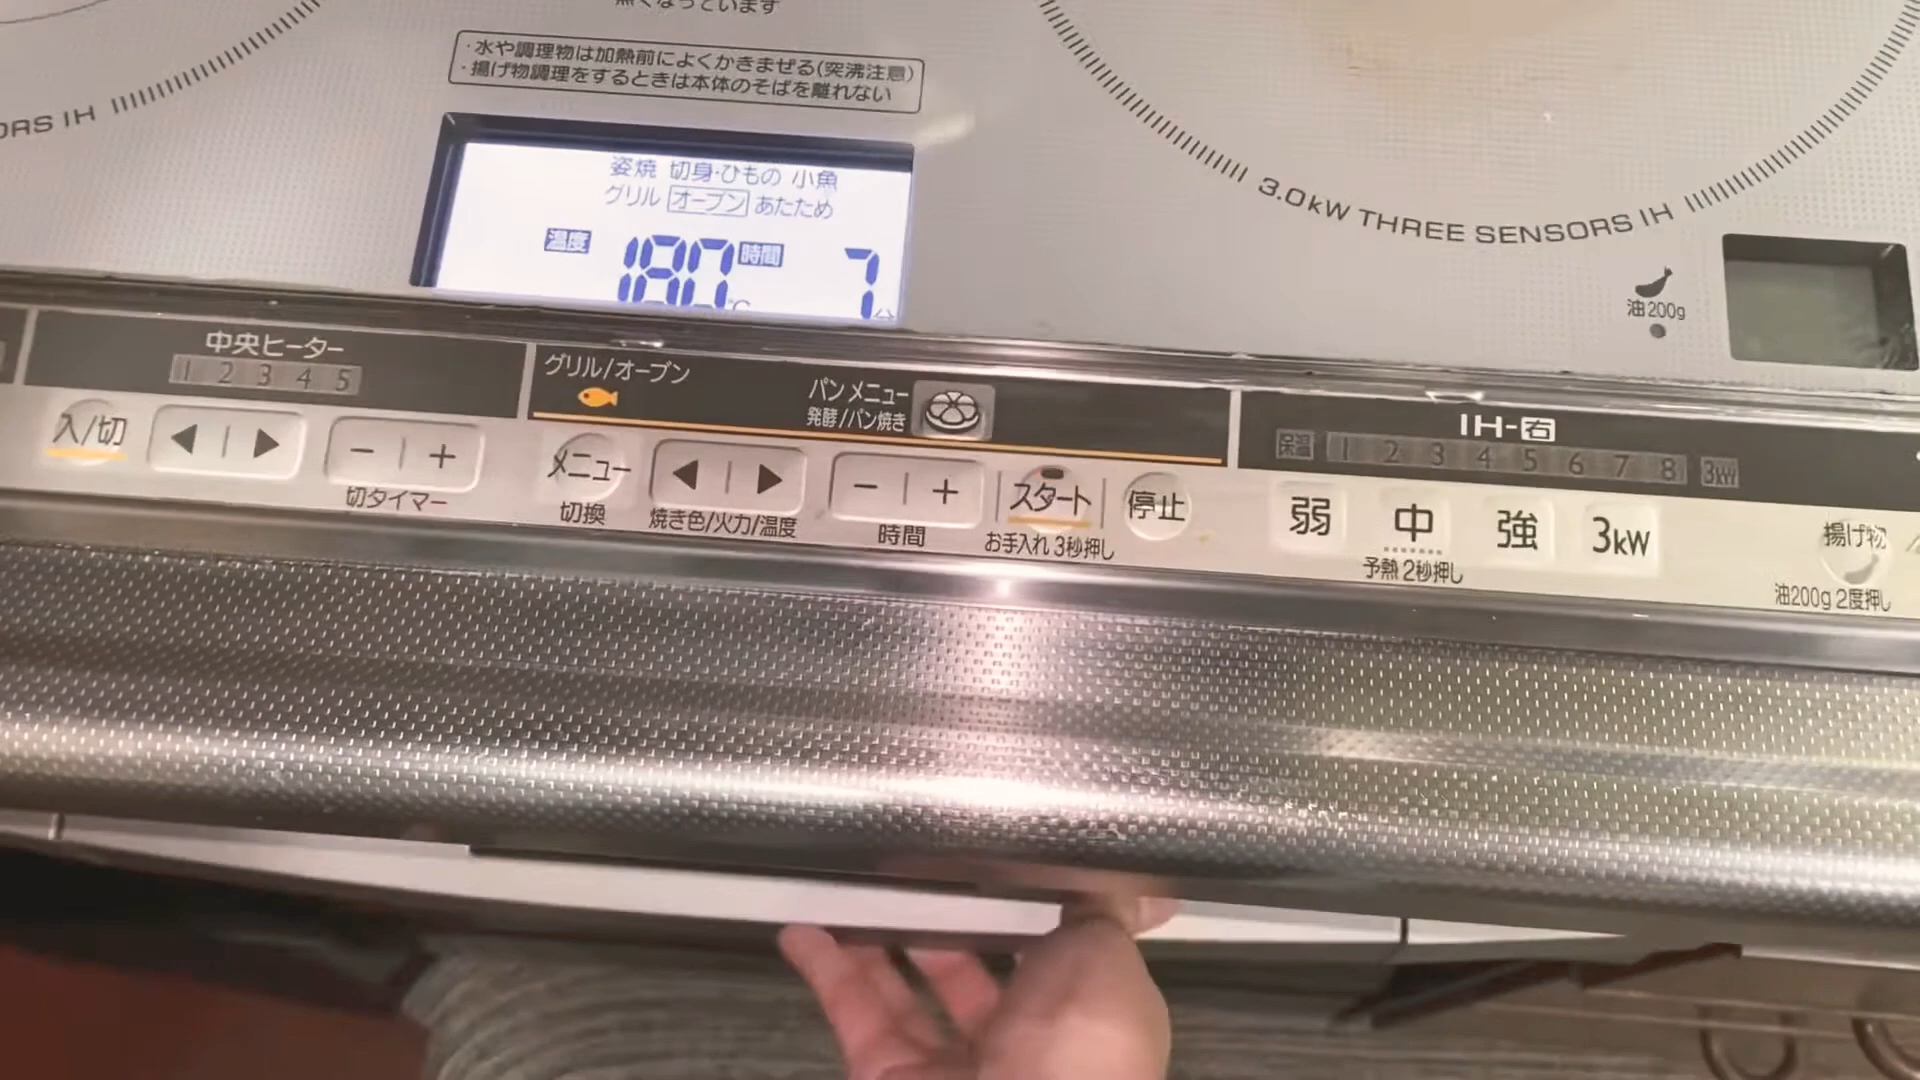 黒くなっています
・水や調理物は加熱前によくかきまぜる(突沸注意)
・揚げ物調理をするときは本体のそばを離れない
ORS IH
3.0kW THREE SENSORS IH
姿焼 切身・ひもの 小魚
グリル オーブン あたため
温度 180℃ 時間 7分
油200g
中央ヒーター
1 2 3 4 5
入/切
切タイマー
グリル/オーブン
パンメニュー
発酵/パン焼き
メニュー
切換
焼き色/火力/温度
時間
スタート
お手入れ 3秒押し
停止
IH-右
保温 1 2 3 4 5 6 7 8 3kW
弱 中 強 3kW
予熱 2秒押し
揚げ物
油200g 2度押し